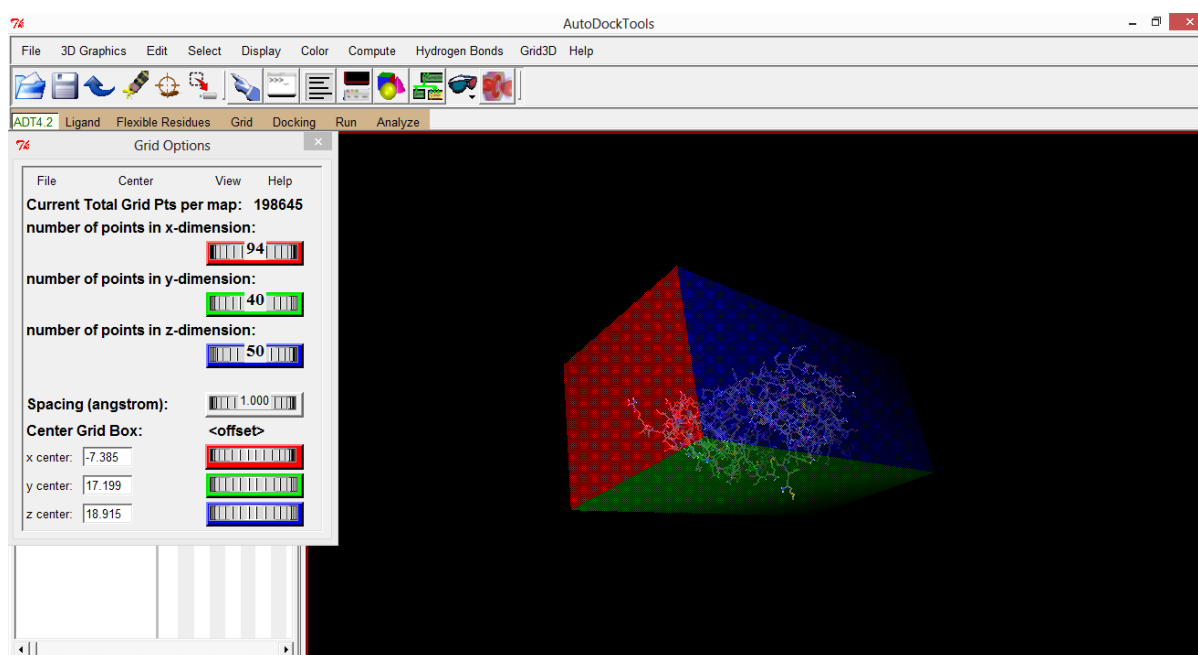 AutoDockTools
File 3D Graphics Edit Select Display Color Compute Hydrogen Bonds Grid3D Help
>>>_
ADT4.2 Ligand Flexible Residues Grid Docking Run Analyze
Grid Options
File Center View Help
Current Total Grid Pts per map: 198645
number of points in x-dimension:
94
number of points in y-dimension:
40
number of points in z-dimension:
50
Spacing (angstrom): 1.000
Center Grid Box: <offset>
x center: -7.385
y center: 17.199
z center: 18.915